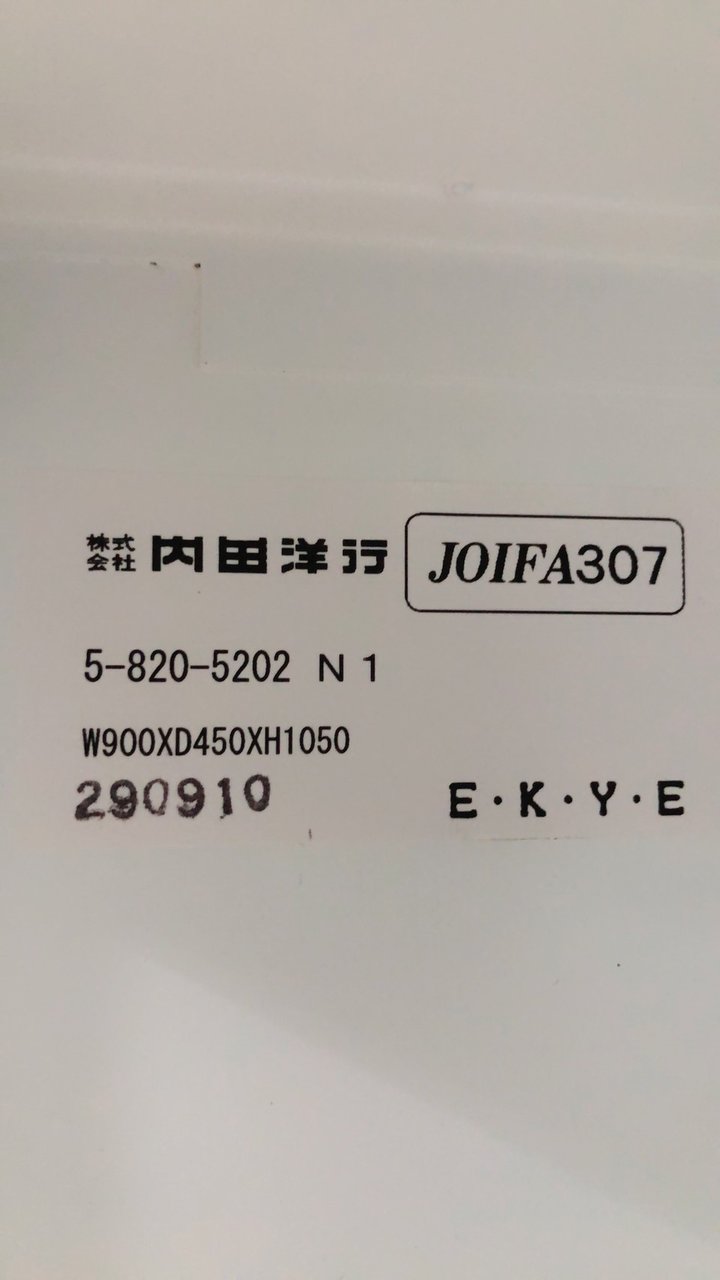 株式会社 内田洋行 JOIFA307
5-820-5202 N 1
W900XD450XH1050
290910 E・K・Y・E